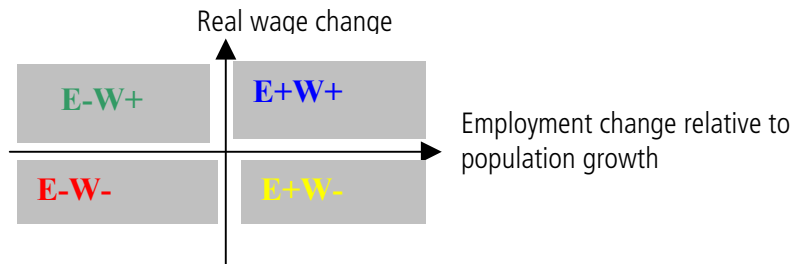 Real wage change
E-W+
E+W+
Employment change relative to
population growth
E-W-
E+W-